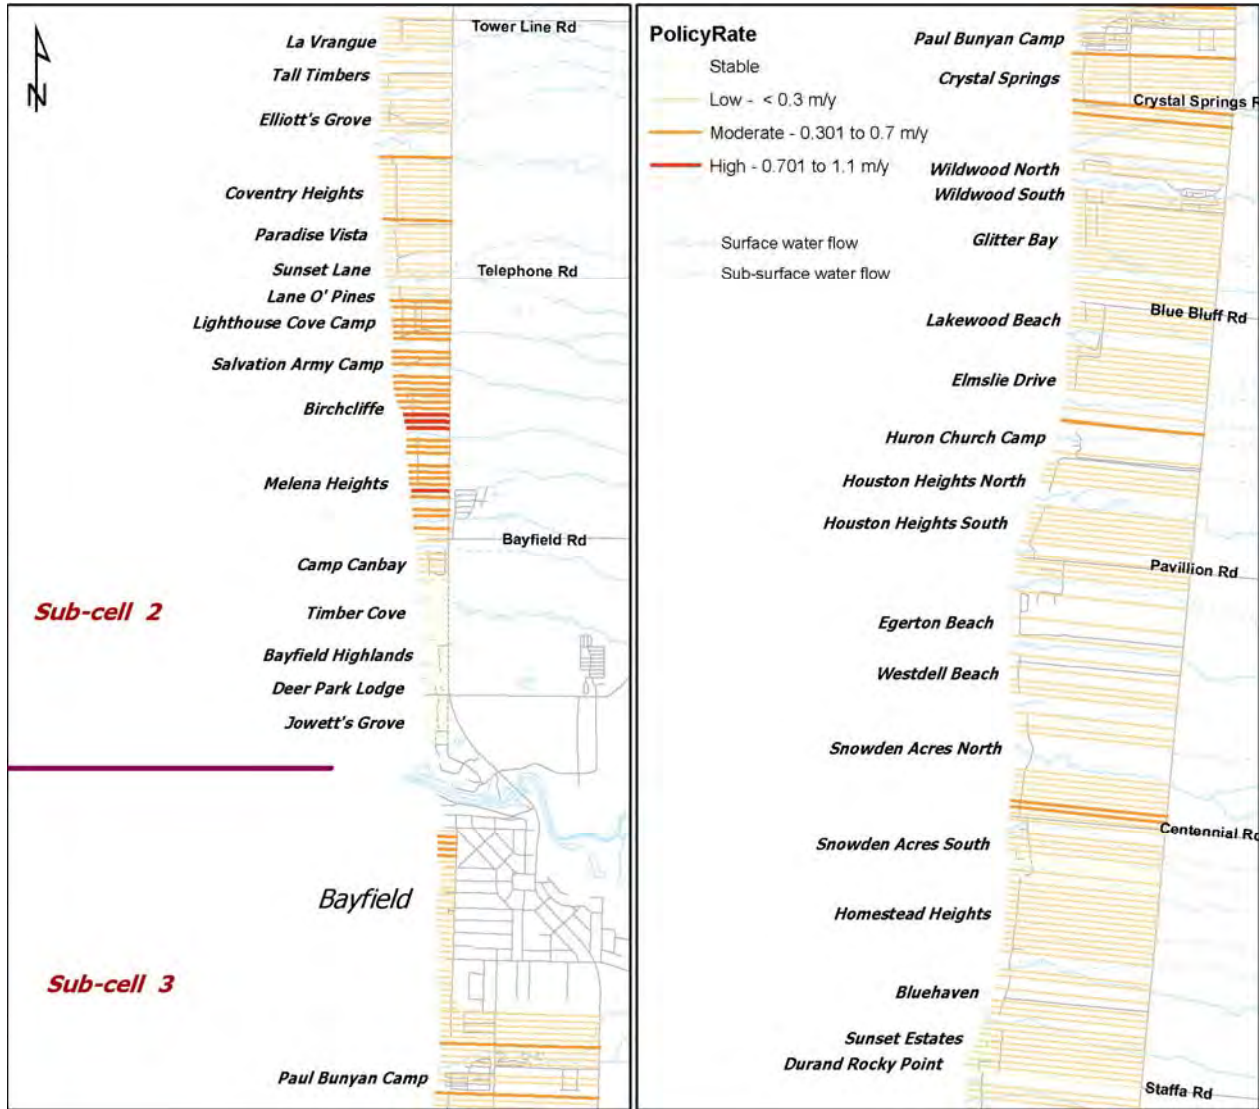 Tower Line Rd
La Vrangue
Tall Timbers
Elliott's Grove
N
Coventry Heights
Paradise Vista
Sunset Lane
Telephone Rd
Lane O' Pines
Lighthouse Cove Camp
Salvation Army Camp
Birchcliffe
Melena Heights
Bayfield Rd
Camp Canbay
Sub-cell 2
Timber Cove
Bayfield Highlands
Deer Park Lodge
Jowett's Grove
Bayfield
Sub-cell 3
Paul Bunyan Camp
PolicyRate
Stable
Low - < 0.3 m/y
Moderate - 0.301 to 0.7 m/y
High - 0.701 to 1.1 m/y
Surface water flow
Sub-surface water flow
Paul Bunyan Camp
Crystal Springs
Crystal Springs R
Wildwood North
Wildwood South
Glitter Bay
Blue Bluff Rd
Lakewood Beach
Elmslie Drive
Huron Church Camp
Houston Heights North
Houston Heights South
Pavillion Rd
Egerton Beach
Westdell Beach
Snowden Acres North
Centennial Rd
Snowden Acres South
Homestead Heights
Bluehaven
Sunset Estates
Durand Rocky Point
Staffa Rd